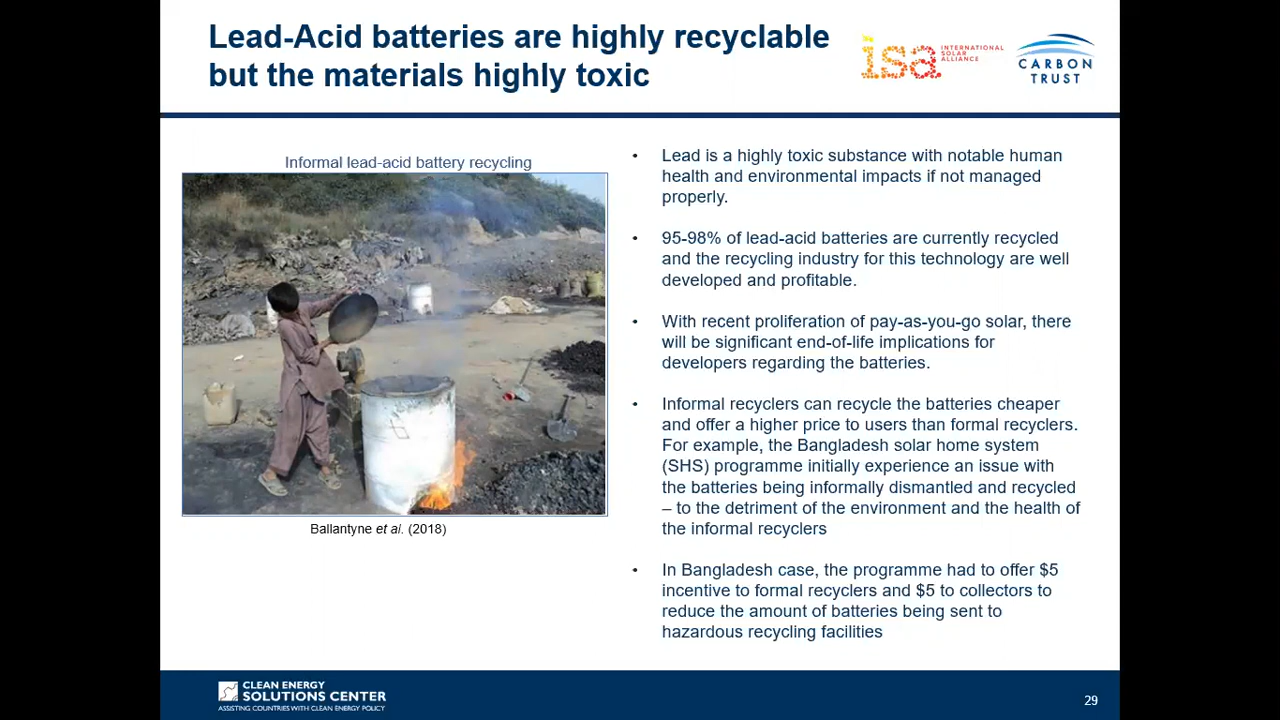 Lead-Acid batteries are highly recyclable
but the materials highly toxic
isa INTERNATIONAL
SOLAR
ALLIANCE
CARBON
TRUST
Informal lead-acid battery recycling
Ballantyne et al. (2018)
• Lead is a highly toxic substance with notable human
health and environmental impacts if not managed
properly.
• 95-98% of lead-acid batteries are currently recycled
and the recycling industry for this technology are well
developed and profitable.
• With recent proliferation of pay-as-you-go solar, there
will be significant end-of-life implications for
developers regarding the batteries.
• Informal recyclers can recycle the batteries cheaper
and offer a higher price to users than formal recyclers.
For example, the Bangladesh solar home system
(SHS) programme initially experience an issue with
the batteries being informally dismantled and recycled
– to the detriment of the environment and the health of
the informal recyclers
• In Bangladesh case, the programme had to offer $5
incentive to formal recyclers and $5 to collectors to
reduce the amount of batteries being sent to
hazardous recycling facilities
CLEAN ENERGY
SOLUTIONS CENTER
ASSISTING COUNTRIES WITH CLEAN ENERGY POLICY
29